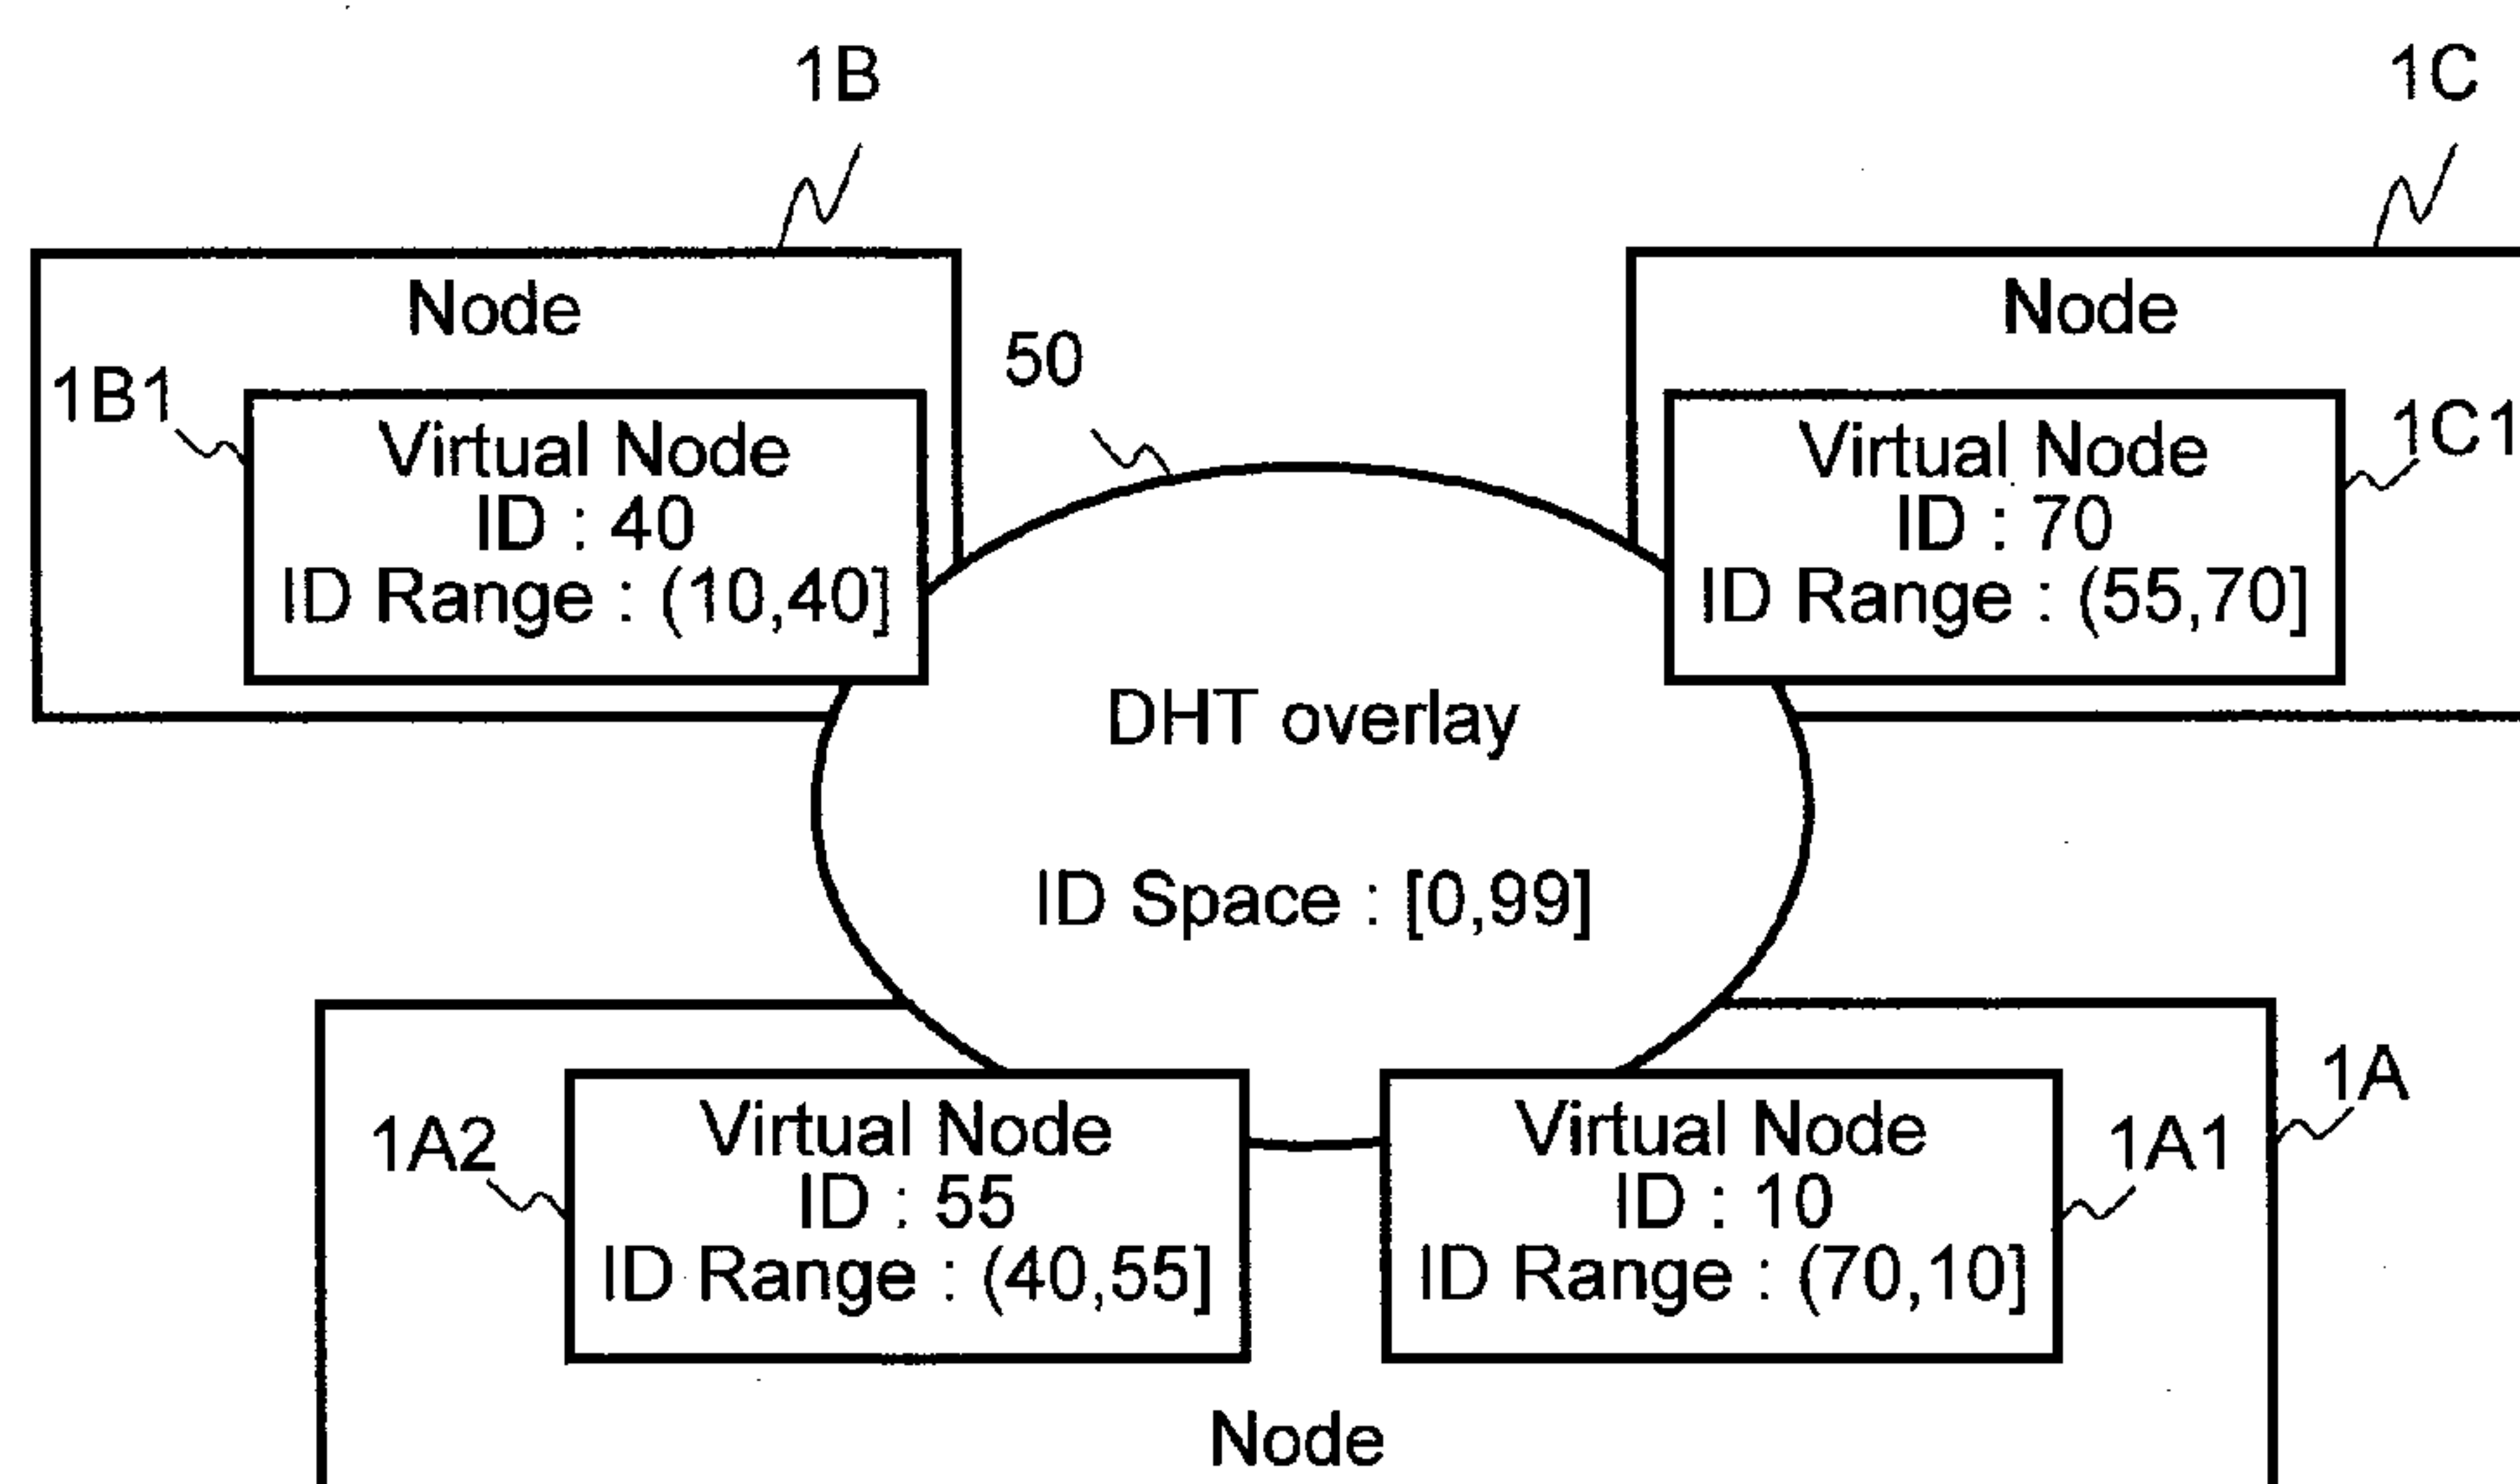 1B
1C
Node
Node
50
1B1
Virtual Node
ID : 40
ID Range : (10,40]
Virtual Node
ID : 70
ID Range : (55,70]
1C1
DHT overlay
ID Space : [0,99]
1A
1A2
Virtual Node
ID : 55
ID Range : (40,55]
Virtual Node
ID : 10
ID Range : (70,10]
1A1
Node